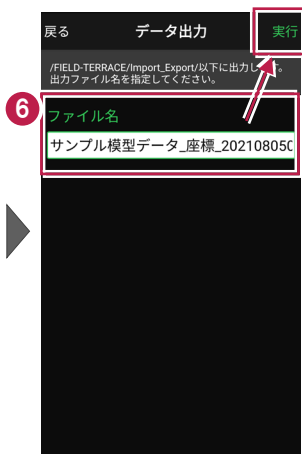 戻る データ出力 実行
/FIELD-TERRACE/Import_Export/以下に出力します。
出力ファイル名を指定してください。
6
ファイル名
サンプル模型データ_座標_202108050